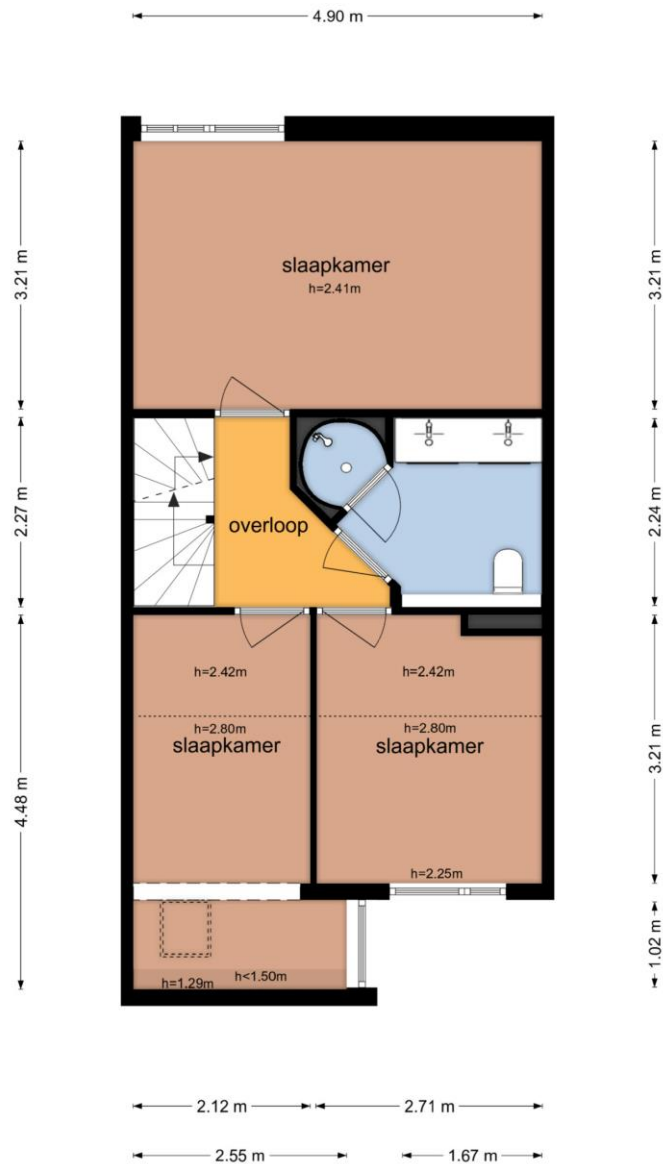 4.90 m
3.21 m
3.21 m
slaapkamer
h=2.41m
2.27 m
2.24 m
overloop
4.48 m
3.21 m
h=2.42m
h=2.42m
h=2.80m
h=2.80m
slaapkamer
slaapkamer
h=2.25m
1.02 m
h<1.50m
h=1.29m
2.12 m
2.71 m
2.55 m
1.67 m